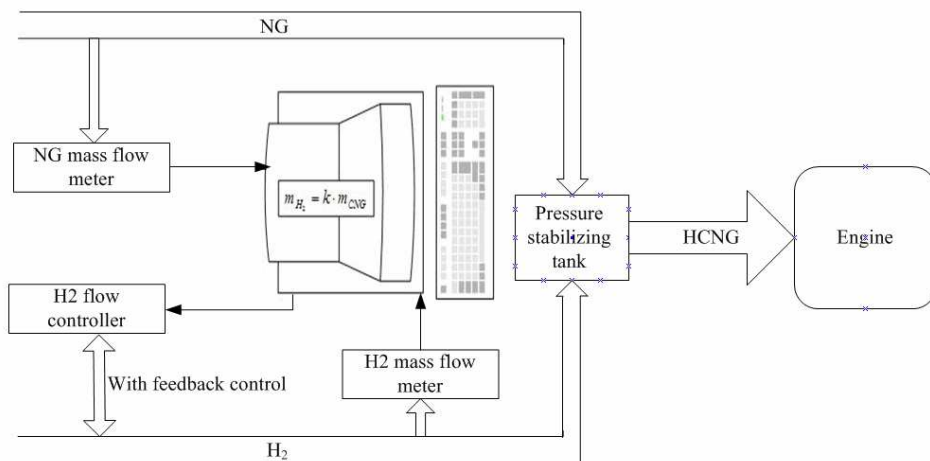 NG
NG mass flow
meter
m_{H_2} = k · m_{CNG}
Pressure
stabilizing
tank
HCNG
Engine
H2 flow
controller
With feedback control
H2 mass flow
meter
H₂